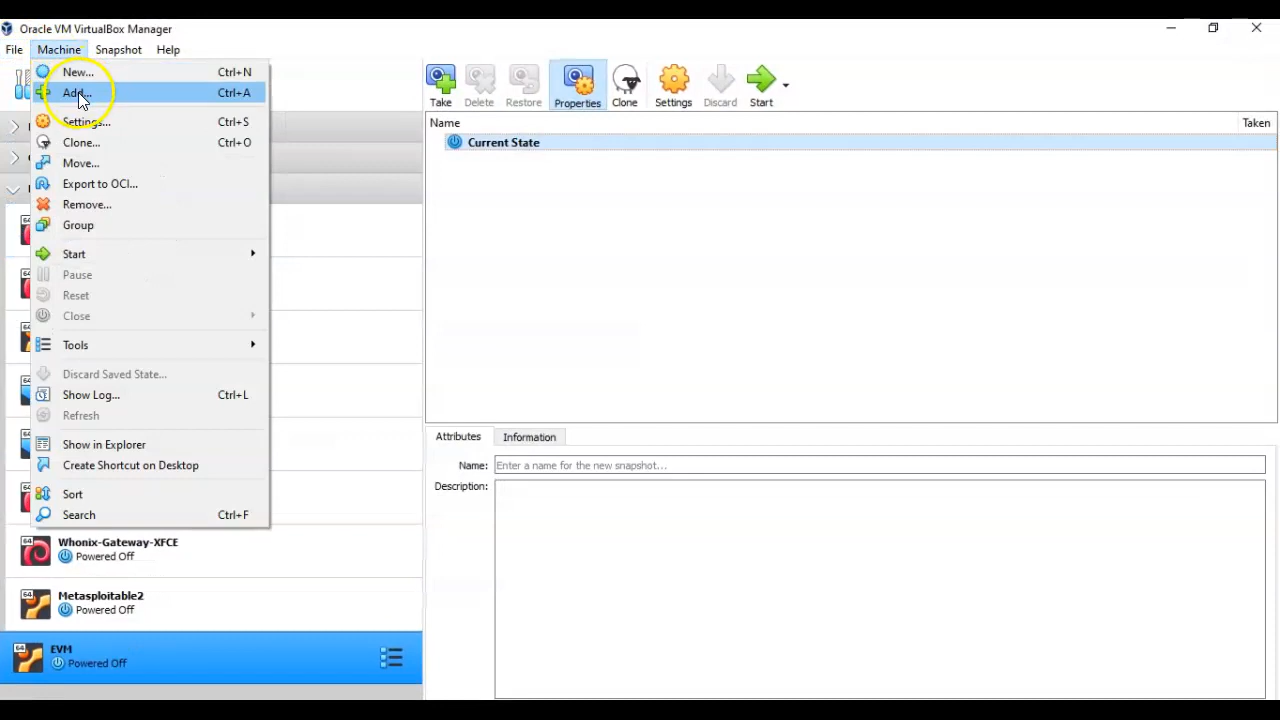 Oracle VM VirtualBox Manager
File Machine Snapshot Help
New... Ctrl+N
Add... Ctrl+A
Settings... Ctrl+S
Clone... Ctrl+O
Move...
Export to OCI...
Remove...
Group
Start
Pause
Reset
Close
Tools
Discard Saved State...
Show Log... Ctrl+L
Refresh
Show in Explorer
Create Shortcut on Desktop
Sort
Search Ctrl+F
64
Whonix-Gateway-XFCE
Powered Off
64
Metasploitable2
Powered Off
64
EVM
Powered Off
Take Delete Restore Properties Clone Settings Discard Start
Name Taken
Current State
Attributes Information
Name: Enter a name for the new snapshot...
Description: